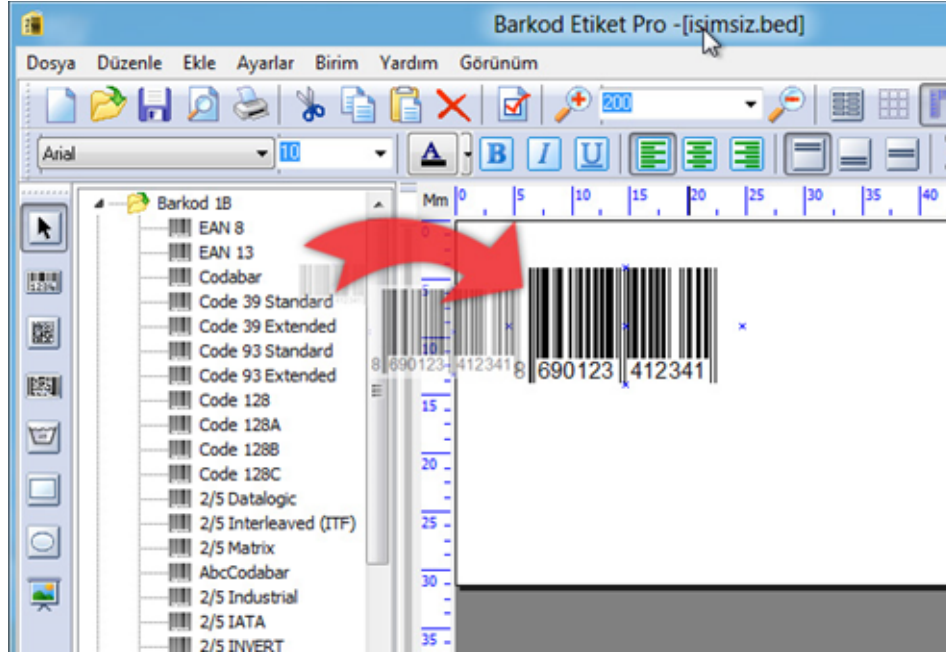 Barkod Etiket Pro -[isimsiz.bed]
Dosya Düzenle Ekle Ayarlar Birim Yardım Görünüm
200
Arial 10 A B I U
Mm 0 5 10 15 20 25 30 35 40
Barkod 1B
EAN 8
EAN 13
Codabar
Code 39 Standard
Code 39 Extended
Code 93 Standard
Code 93 Extended
Code 128
Code 128A
Code 128B
Code 128C
2/5 Datalogic
2/5 Interleaved (ITF)
2/5 Matrix
AbcCodabar
2/5 Industrial
2/5 IATA
2/5 INVERT
0
5
10
15
20
25
30
35
8 690123 412341
8 690123 412341